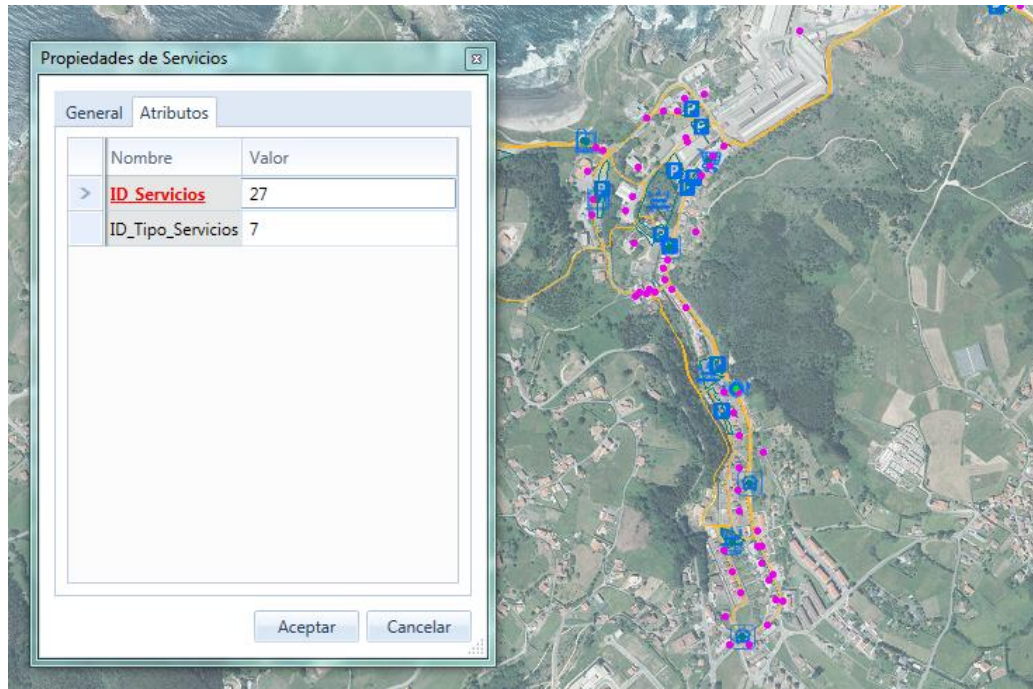 Propiedades de Servicios
General Atributos
Nombre Valor
> ID_Servicios 27
ID_Tipo_Servicios 7
Aceptar Cancelar
P
P
P
P
P
P
P
P
P